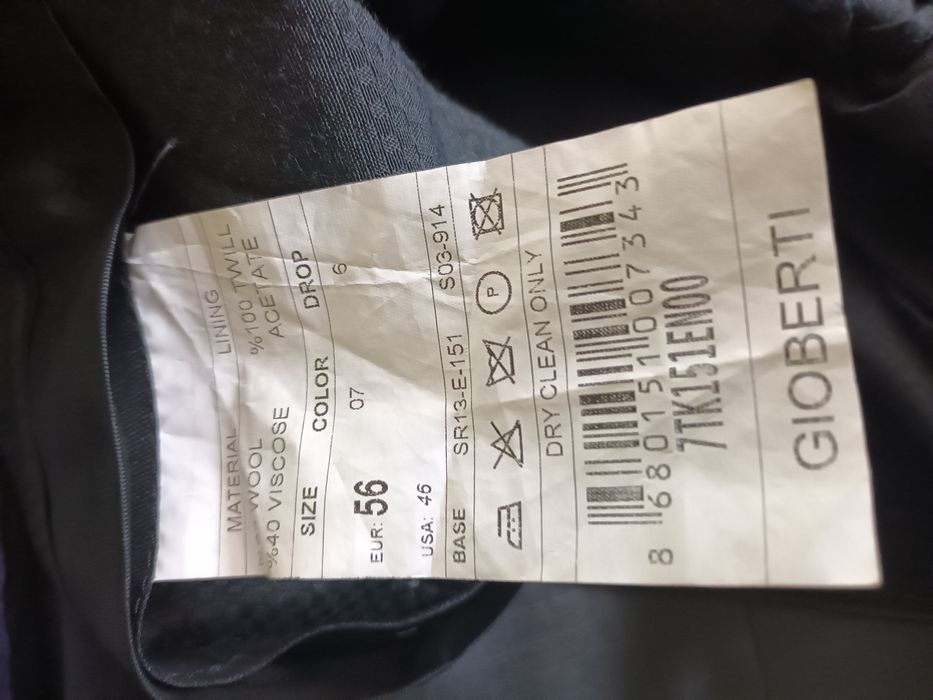 MATERIAL LINING
WOOL %100 TWILL
%40 VISCOSE ACETATE
SIZE COLOR DROP
EUR: 56 07 6
USA: 46
BASE SR13-E-151 S03-914
P
DRY CLEAN ONLY
8 680151 007343
7TK151EN00
GIOBERTI